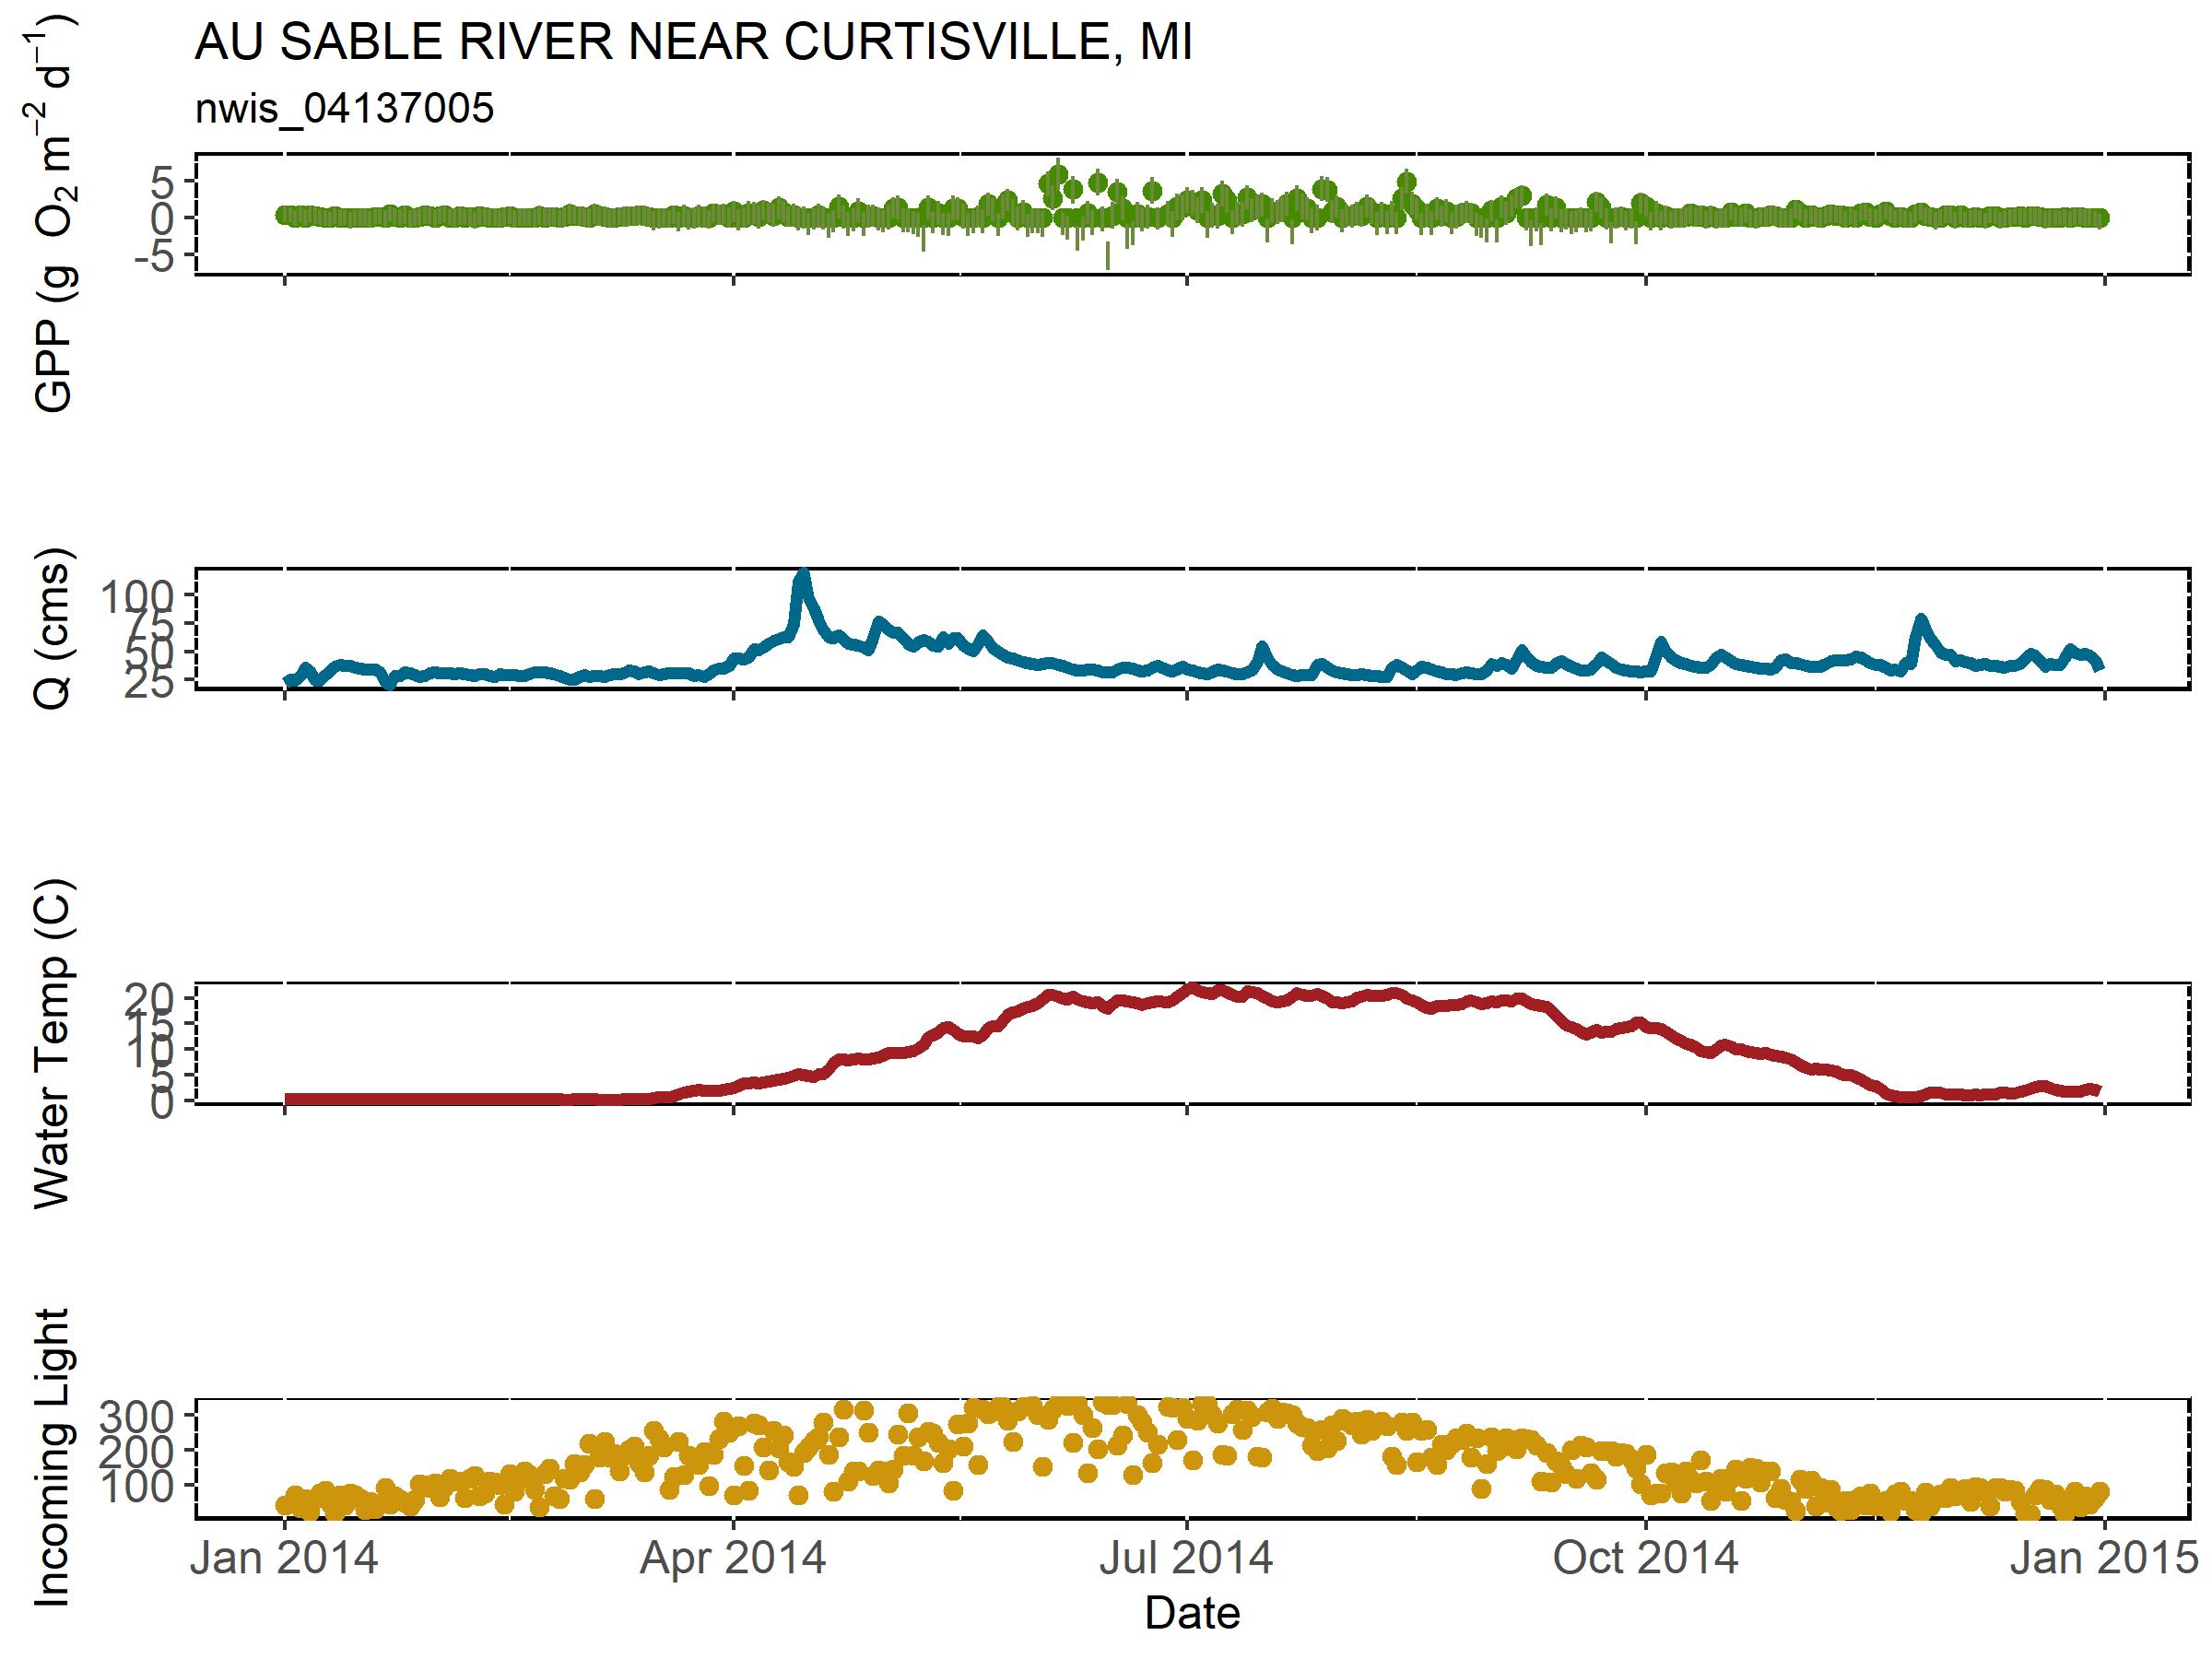 AU SABLE RIVER NEAR CURTISVILLE, MI
nwis_04137005
GPP (g O₂ m⁻² d⁻¹)
5
0
-5
Q (cms)
100
75
50
25
Water Temp (C)
20
15
10
5
0
Incoming Light
300
200
100
Jan 2014
Apr 2014
Jul 2014
Oct 2014
Jan 2015
Date